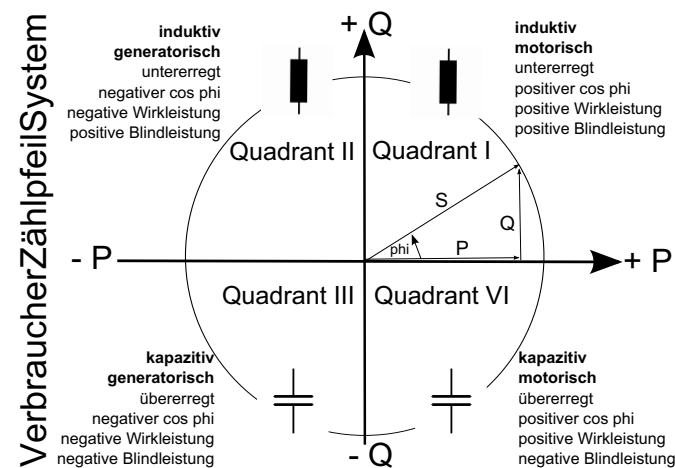 VerbraucherZählpfeilSystem
+ Q
induktiv
generatorisch
untererregt
negativer cos phi
negative Wirkleistung
positive Blindleistung
induktiv
motorisch
untererregt
positiver cos phi
positive Wirkleistung
positive Blindleistung
Quadrant II
Quadrant I
S
Q
phi
P
- P
+ P
Quadrant III
Quadrant VI
kapazitiv
generatorisch
übererregt
negativer cos phi
negative Wirkleistung
negative Blindleistung
kapazitiv
motorisch
übererregt
positiver cos phi
positive Wirkleistung
negative Blindleistung
- Q